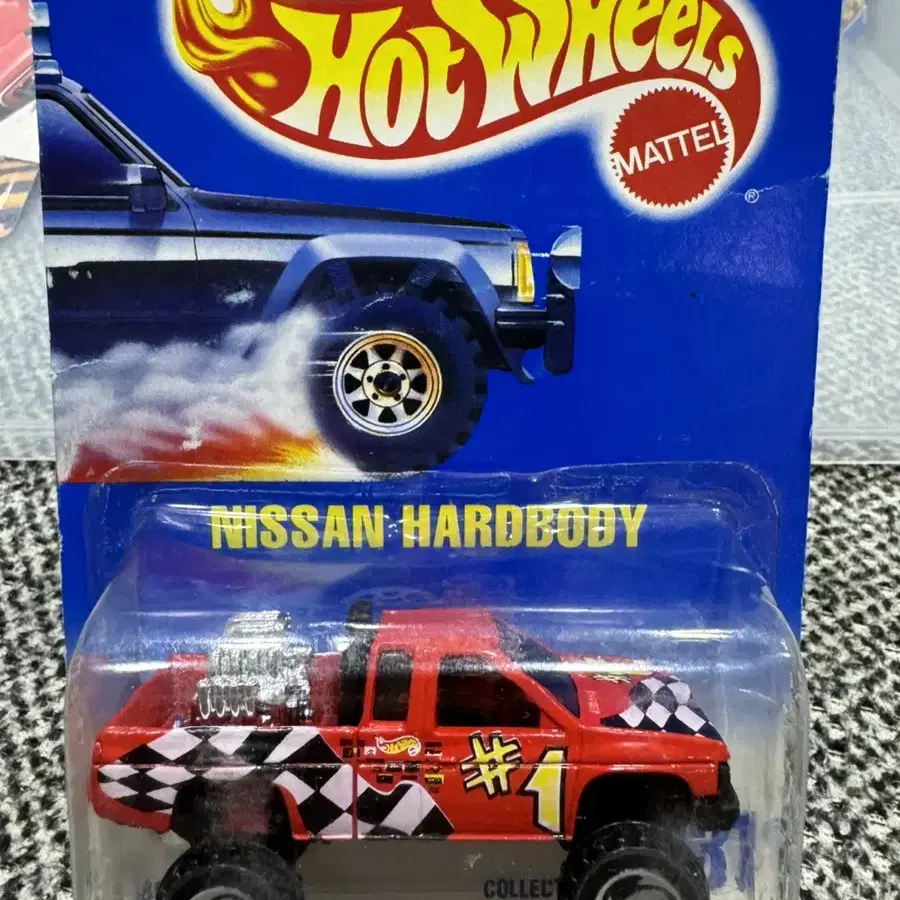 Hot Wheels
MATTEL
®
NISSAN HARDBODY
#1
COLLECT